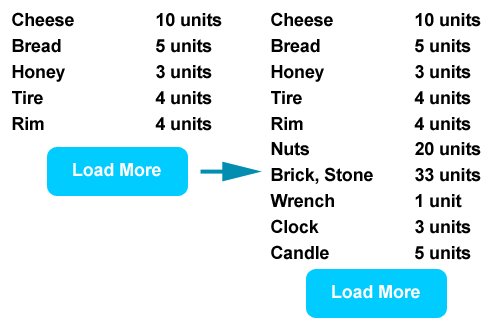 Cheese 10 units
Bread 5 units
Honey 3 units
Tire 4 units
Rim 4 units
Load More
Cheese 10 units
Bread 5 units
Honey 3 units
Tire 4 units
Rim 4 units
Nuts 20 units
Brick, Stone 33 units
Wrench 1 unit
Clock 3 units
Candle 5 units
Load More